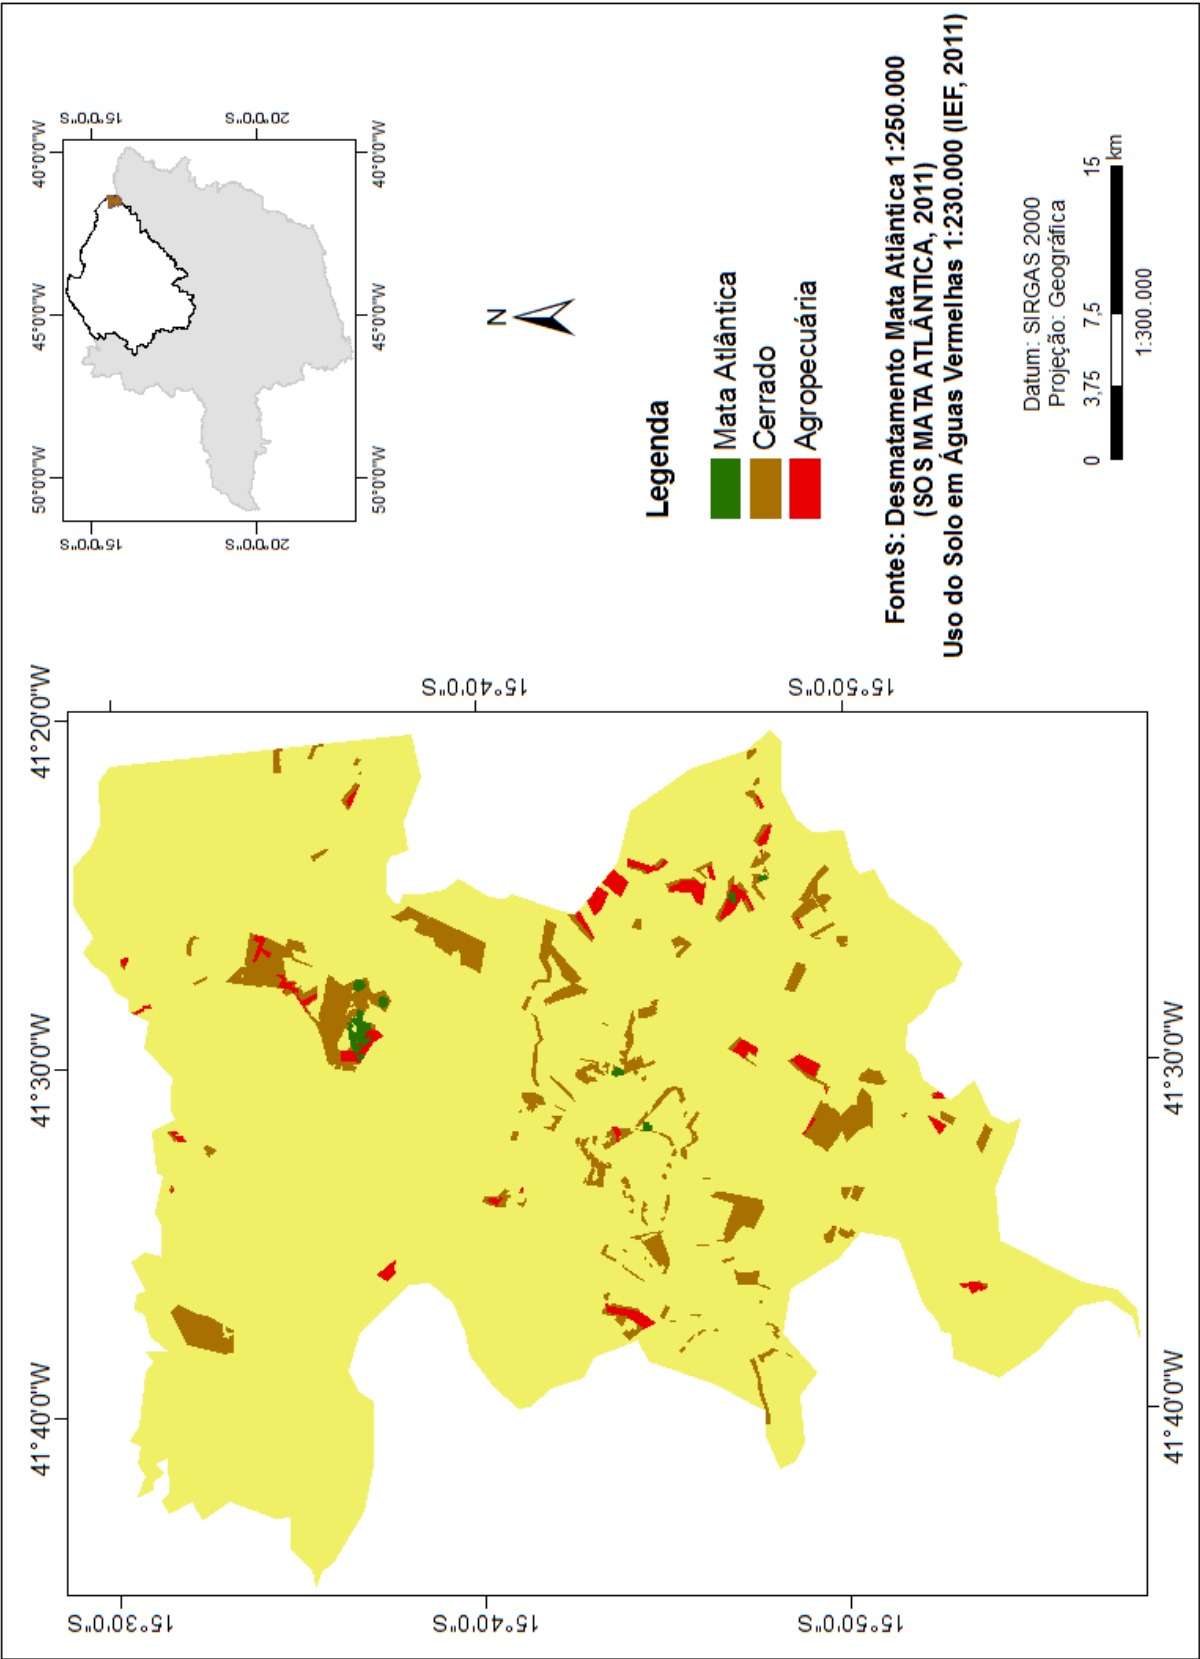 41°40'0"W 41°30'0"W 41°20'0"W
15°30'0"S
15°40'0"S
15°50'0"S
15°40'0"S
15°50'0"S
41°40'0"W 41°30'0"W
50°0'0"W 45°0'0"W 40°0'0"W
15°0'0"S 15°0'0"S
20°0'0"S 20°0'0"S
50°0'0"W 45°0'0"W 40°0'0"W
N
Legenda
Mata Atlântica
Cerrado
Agropecuária
FonteS: Desmatamento Mata Atlântica 1:250.000
(SOS MATA ATLÂNTICA, 2011)
Uso do Solo em Águas Vermelhas 1:230.000 (IEF, 2011)
Datum: SIRGAS 2000
Projeção: Geográfica
0 3,75 7,5 15
km
1:300.000